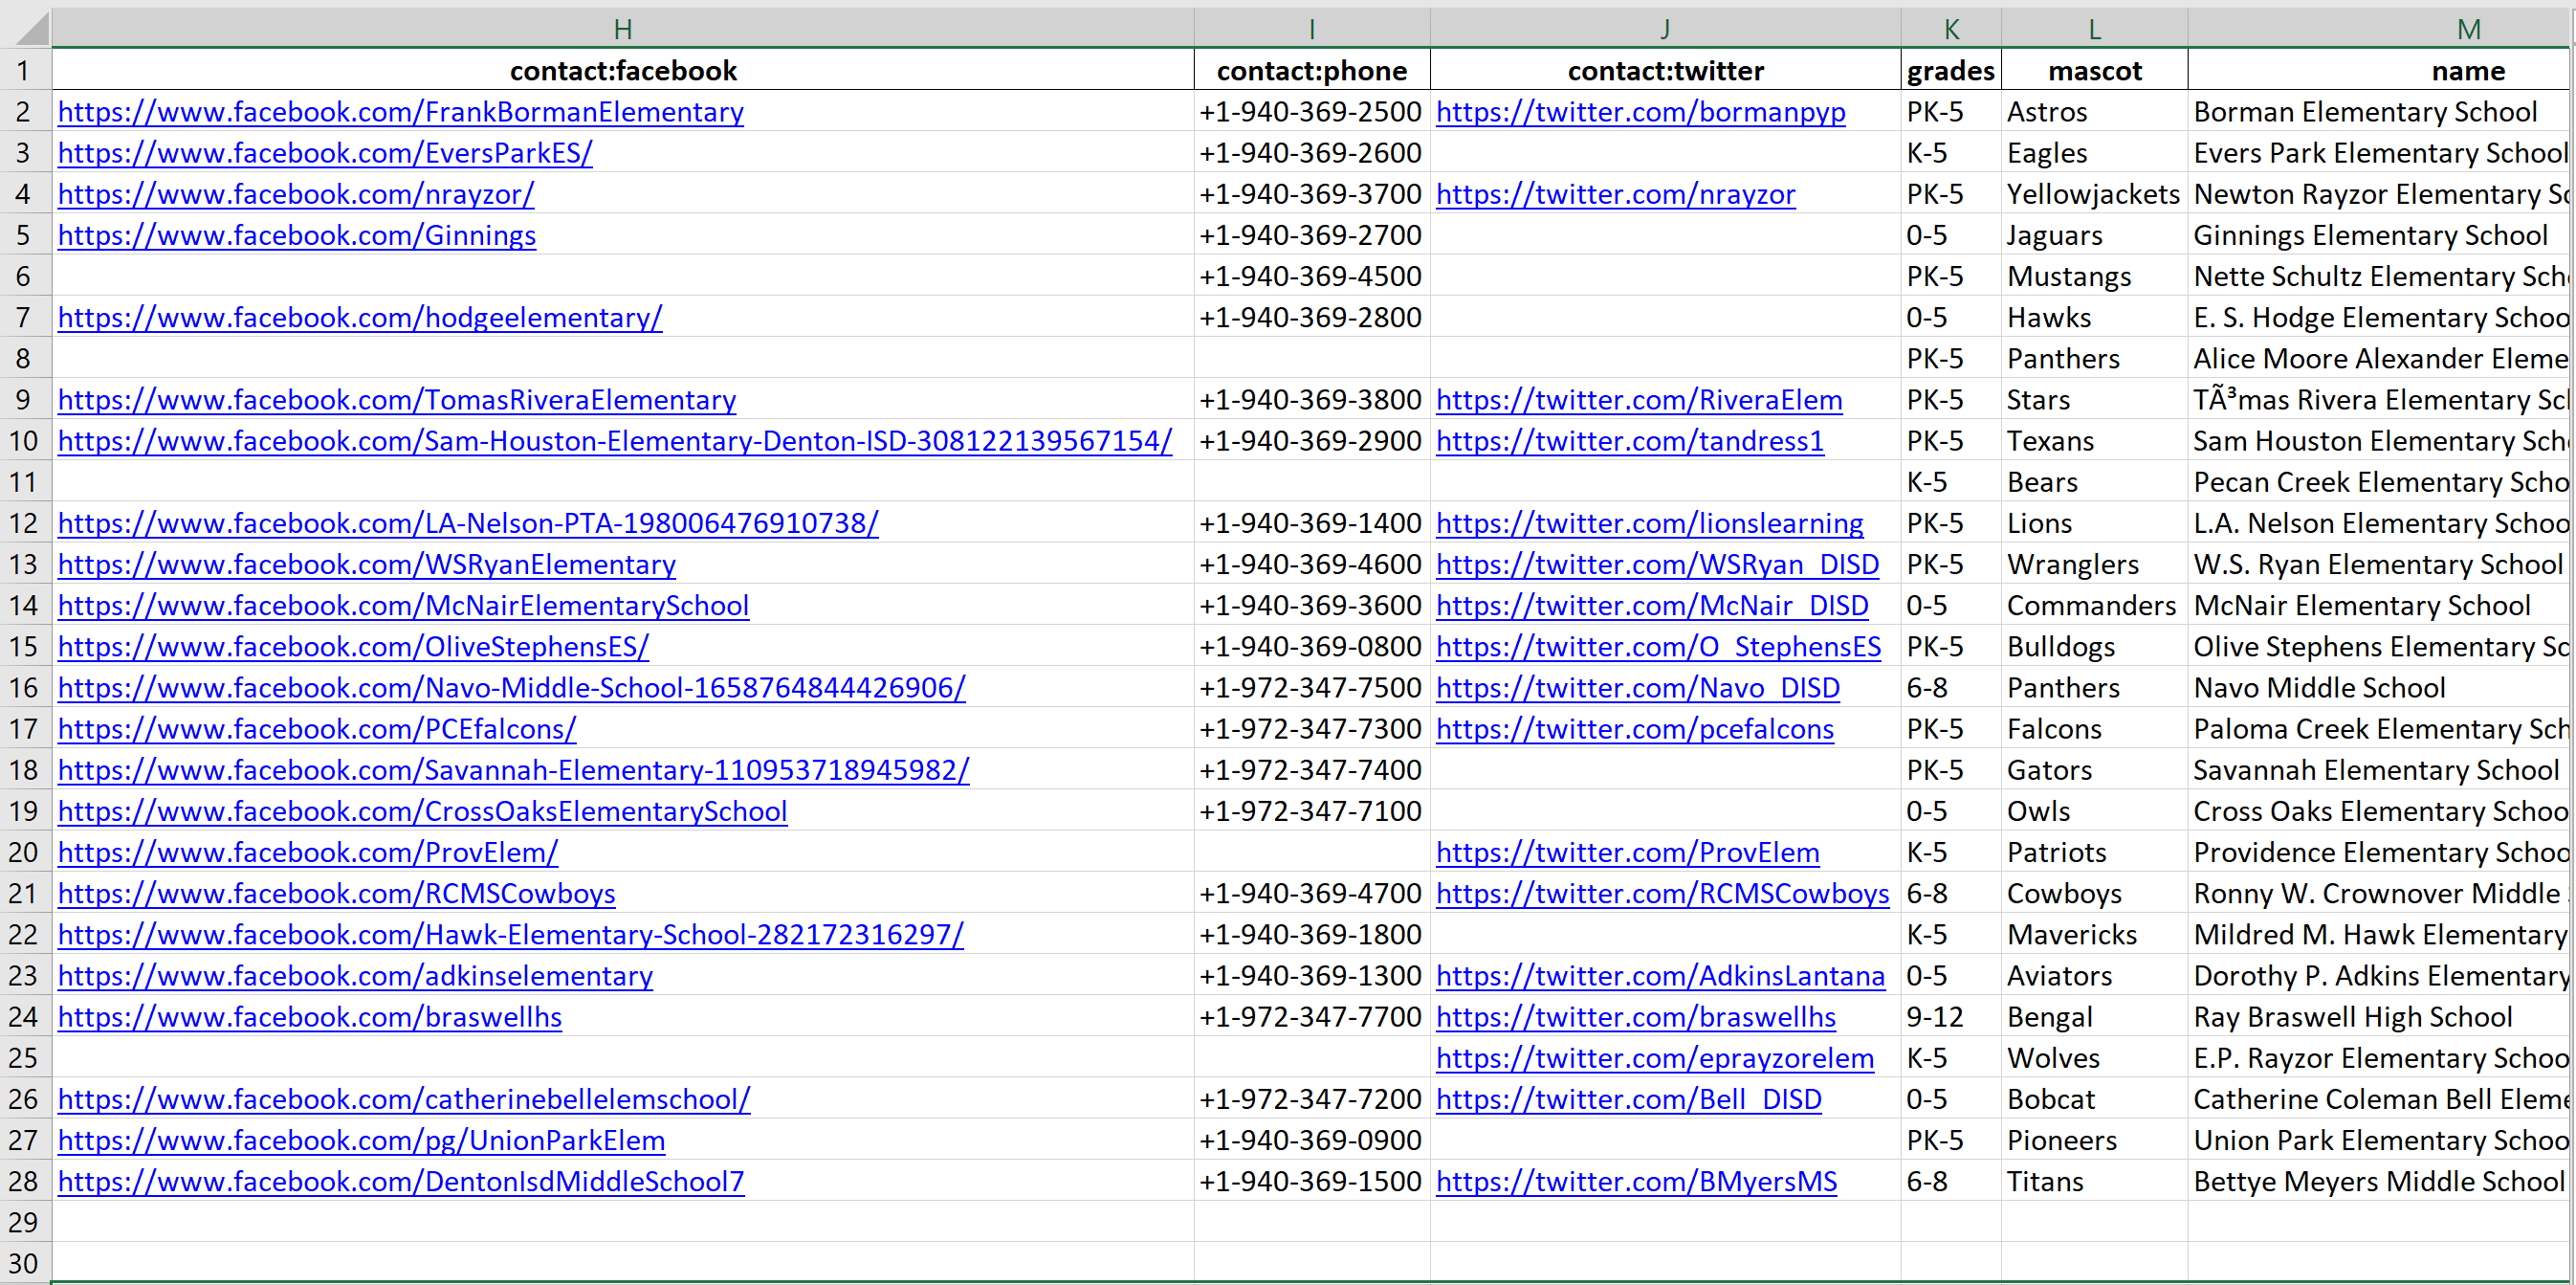 H I J K L M
1 contact:facebook contact:phone contact:twitter grades mascot name
2 https://www.facebook.com/FrankBormanElementary +1-940-369-2500 https://twitter.com/bormanpyp PK-5 Astros Borman Elementary School
3 https://www.facebook.com/EversParkES/ +1-940-369-2600 K-5 Eagles Evers Park Elementary School
4 https://www.facebook.com/nrayzor/ +1-940-369-3700 https://twitter.com/nrayzor PK-5 Yellowjackets Newton Rayzor Elementary Sc
5 https://www.facebook.com/Ginnings +1-940-369-2700 0-5 Jaguars Ginnings Elementary School
6 +1-940-369-4500 PK-5 Mustangs Nette Schultz Elementary Sch
7 https://www.facebook.com/hodgeelementary/ +1-940-369-2800 0-5 Hawks E. S. Hodge Elementary Schoo
8 PK-5 Panthers Alice Moore Alexander Eleme
9 https://www.facebook.com/TomasRiveraElementary +1-940-369-3800 https://twitter.com/RiveraElem PK-5 Stars TÃ³mas Rivera Elementary Scl
10 https://www.facebook.com/Sam-Houston-Elementary-Denton-ISD-308122139567154/ +1-940-369-2900 https://twitter.com/tandress1 PK-5 Texans Sam Houston Elementary Sch
11 K-5 Bears Pecan Creek Elementary Scho
12 https://www.facebook.com/LA-Nelson-PTA-198006476910738/ +1-940-369-1400 https://twitter.com/lionslearning PK-5 Lions L.A. Nelson Elementary Schoo
13 https://www.facebook.com/WSRyanElementary +1-940-369-4600 https://twitter.com/WSRyan_DISD PK-5 Wranglers W.S. Ryan Elementary School
14 https://www.facebook.com/McNairElementarySchool +1-940-369-3600 https://twitter.com/McNair_DISD 0-5 Commanders McNair Elementary School
15 https://www.facebook.com/OliveStephensES/ +1-940-369-0800 https://twitter.com/O_StephensES PK-5 Bulldogs Olive Stephens Elementary Sc
16 https://www.facebook.com/Navo-Middle-School-1658764844426906/ +1-972-347-7500 https://twitter.com/Navo_DISD 6-8 Panthers Navo Middle School
17 https://www.facebook.com/PCEfalcons/ +1-972-347-7300 https://twitter.com/pcefalcons PK-5 Falcons Paloma Creek Elementary Sch
18 https://www.facebook.com/Savannah-Elementary-110953718945982/ +1-972-347-7400 PK-5 Gators Savannah Elementary School
19 https://www.facebook.com/CrossOaksElementarySchool +1-972-347-7100 0-5 Owls Cross Oaks Elementary Schoo
20 https://www.facebook.com/ProvElem/ https://twitter.com/ProvElem K-5 Patriots Providence Elementary Schoo
21 https://www.facebook.com/RCMSCowboys +1-940-369-4700 https://twitter.com/RCMSCowboys 6-8 Cowboys Ronny W. Crownover Middle
22 https://www.facebook.com/Hawk-Elementary-School-282172316297/ +1-940-369-1800 K-5 Mavericks Mildred M. Hawk Elementary
23 https://www.facebook.com/adkinselementary +1-940-369-1300 https://twitter.com/AdkinsLantana 0-5 Aviators Dorothy P. Adkins Elementary
24 https://www.facebook.com/braswellhs +1-972-347-7700 https://twitter.com/braswellhs 9-12 Bengal Ray Braswell High School
25 https://twitter.com/eprayzorelem K-5 Wolves E.P. Rayzor Elementary Schoo
26 https://www.facebook.com/catherinebellelemschool/ +1-972-347-7200 https://twitter.com/Bell_DISD 0-5 Bobcat Catherine Coleman Bell Eleme
27 https://www.facebook.com/pg/UnionParkElem +1-940-369-0900 PK-5 Pioneers Union Park Elementary Schoo
28 https://www.facebook.com/DentonIsdMiddleSchool7 +1-940-369-1500 https://twitter.com/BMyersMS 6-8 Titans Bettye Meyers Middle School
29
30